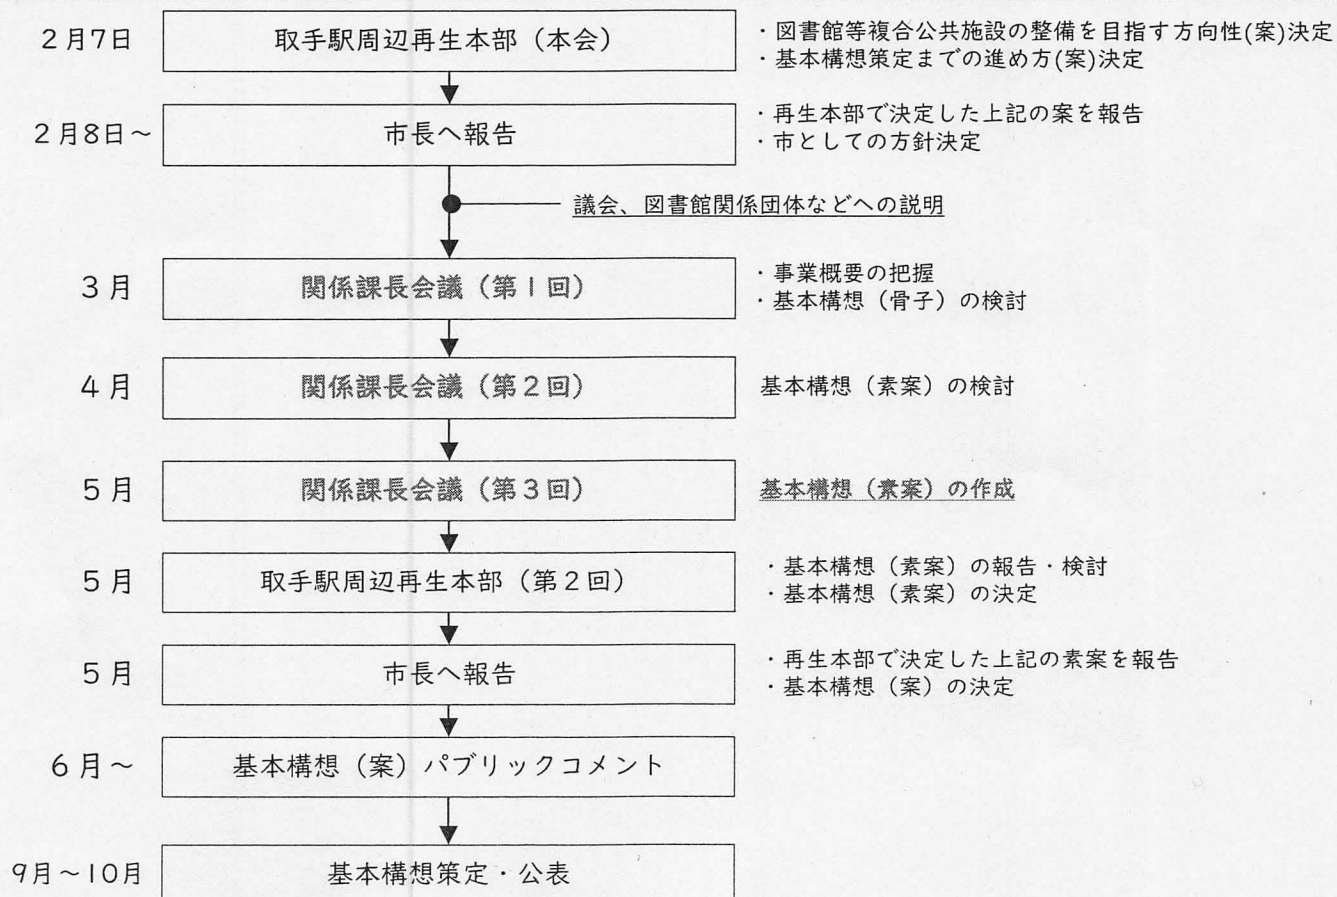 2月7日
取手駅周辺再生本部（本会）
・図書館等複合公共施設の整備を目指す方向性(案)決定
・基本構想策定までの進め方(案)決定
2月8日～
市長へ報告
・再生本部で決定した上記の案を報告
・市としての方針決定
議会、図書館関係団体などへの説明
3月
関係課長会議（第1回）
・事業概要の把握
・基本構想（骨子）の検討
4月
関係課長会議（第2回）
基本構想（素案）の検討
5月
関係課長会議（第3回）
基本構想（素案）の作成
5月
取手駅周辺再生本部（第2回）
・基本構想（素案）の報告・検討
・基本構想（素案）の決定
5月
市長へ報告
・再生本部で決定した上記の素案を報告
・基本構想（案）の決定
6月～
基本構想（案）パブリックコメント
9月～10月
基本構想策定・公表